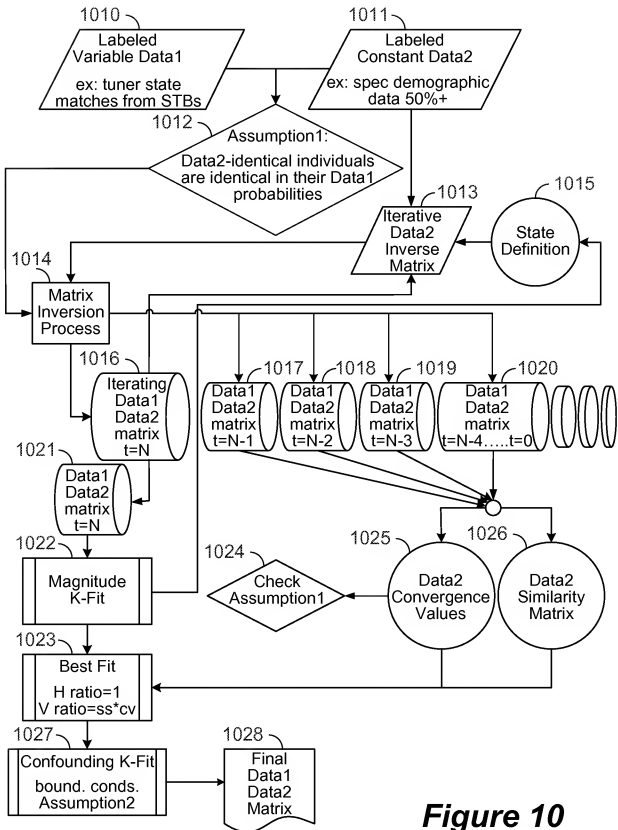 1010
Labeled
Variable Data1
ex: tuner state
matches from STBs
1011
Labeled
Constant Data2
ex: spec demographic
data 50%+
1012
Assumption1:
Data2-identical individuals
are identical in their Data1
probabilities
1013
Iterative
Data2
Inverse
Matrix
1015
State
Definition
1014
Matrix
Inversion
Process
1016
Iterating
Data1
Data2
matrix
t=N
1017
Data1
Data2
matrix
t=N-1
1018
Data1
Data2
matrix
t=N-2
1019
Data1
Data2
matrix
t=N-3
1020
Data1
Data2
matrix
t=N-4.....t=0
1021
Data1
Data2
matrix
t=N
1022
Magnitude
K-Fit
1024
Check
Assumption1
1025
Data2
Convergence
Values
1026
Data2
Similarity
Matrix
1023
Best Fit
H ratio=1
V ratio=ss*cv
1027
Confounding K-Fit
bound. conds.
Assumption2
1028
Final
Data1
Data2
Matrix
Figure 10